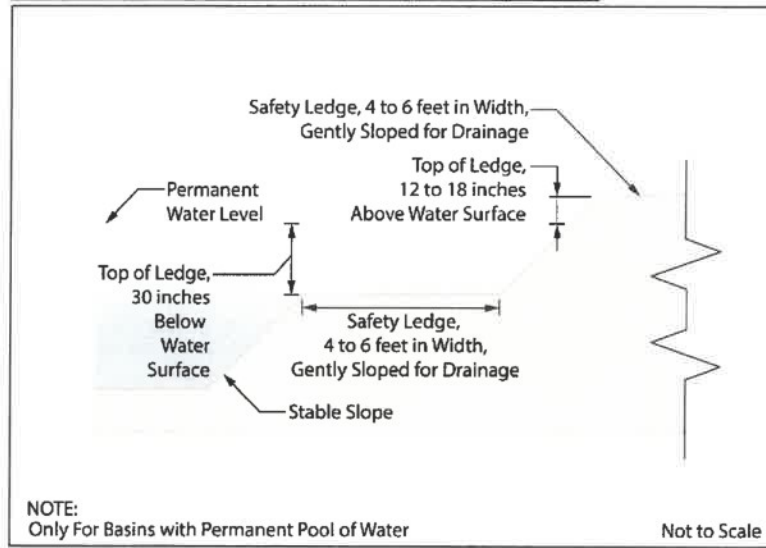 Safety Ledge, 4 to 6 feet in Width,
Gently Sloped for Drainage
Top of Ledge,
12 to 18 inches
Above Water Surface
Permanent
Water Level
Top of Ledge,
30 inches
Below
Water
Surface
Safety Ledge,
4 to 6 feet in Width,
Gently Sloped for Drainage
Stable Slope
NOTE:
Only For Basins with Permanent Pool of Water
Not to Scale